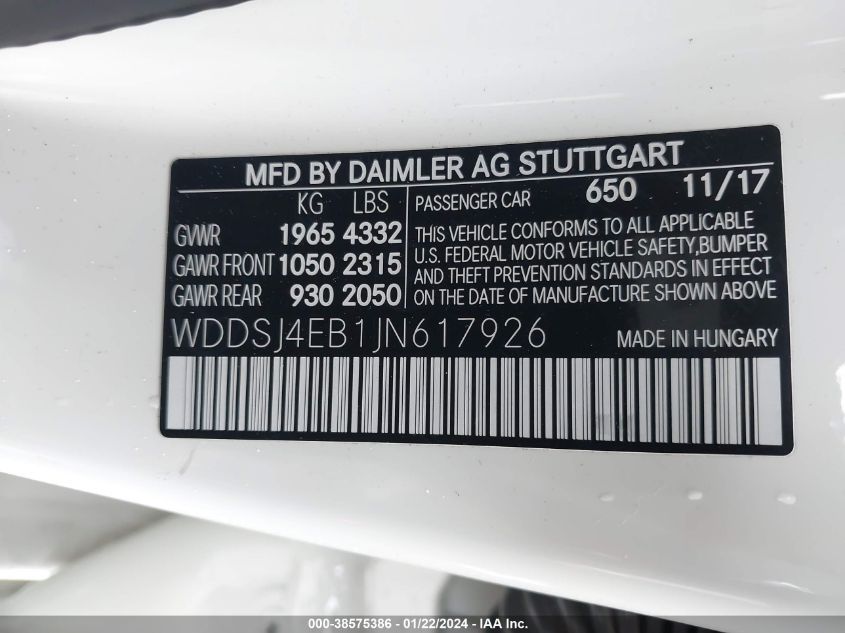 MFD BY DAIMLER AG STUTTGART
KG LBS
GVWR 1965 4332
GAWR FRONT 1050 2315
GAWR REAR 930 2050
PASSENGER CAR 650 11/17
THIS VEHICLE CONFORMS TO ALL APPLICABLE
U.S. FEDERAL MOTOR VEHICLE SAFETY,BUMPER
AND THEFT PREVENTION STANDARDS IN EFFECT
ON THE DATE OF MANUFACTURE SHOWN ABOVE
WDDSJ4EB1JN617926 MADE IN HUNGARY
000-38575386 - 01/22/2024 - IAA Inc.